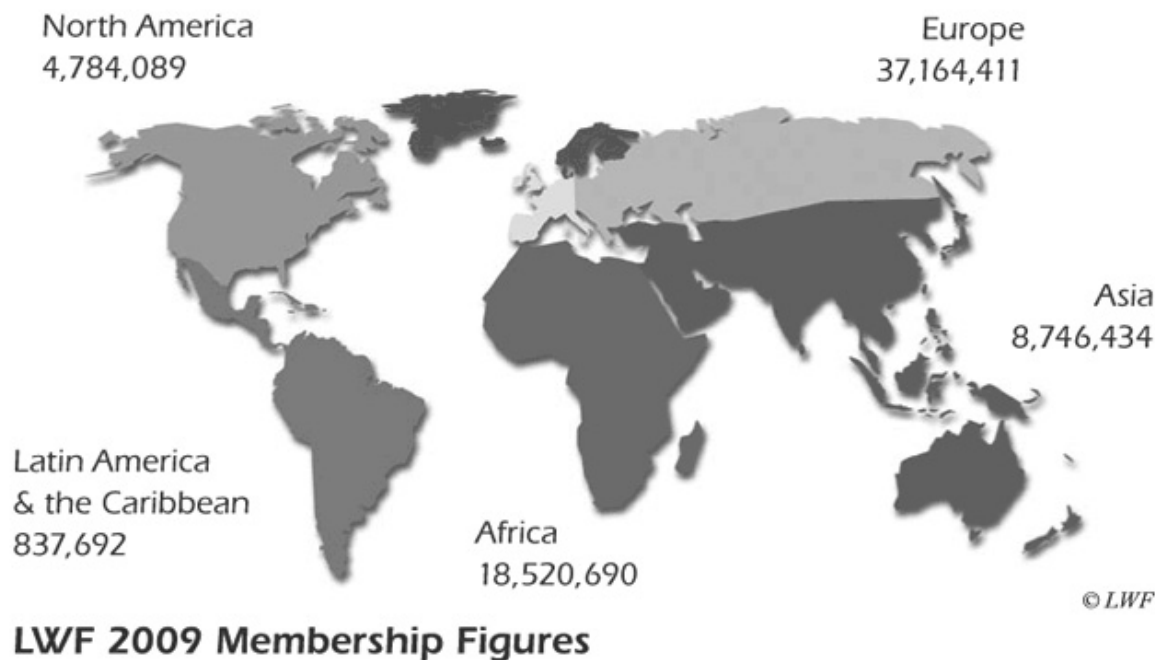 North America
4,784,089
Europe
37,164,411
Asia
8,746,434
Latin America
& the Caribbean
837,692
Africa
18,520,690
© LWF
LWF 2009 Membership Figures